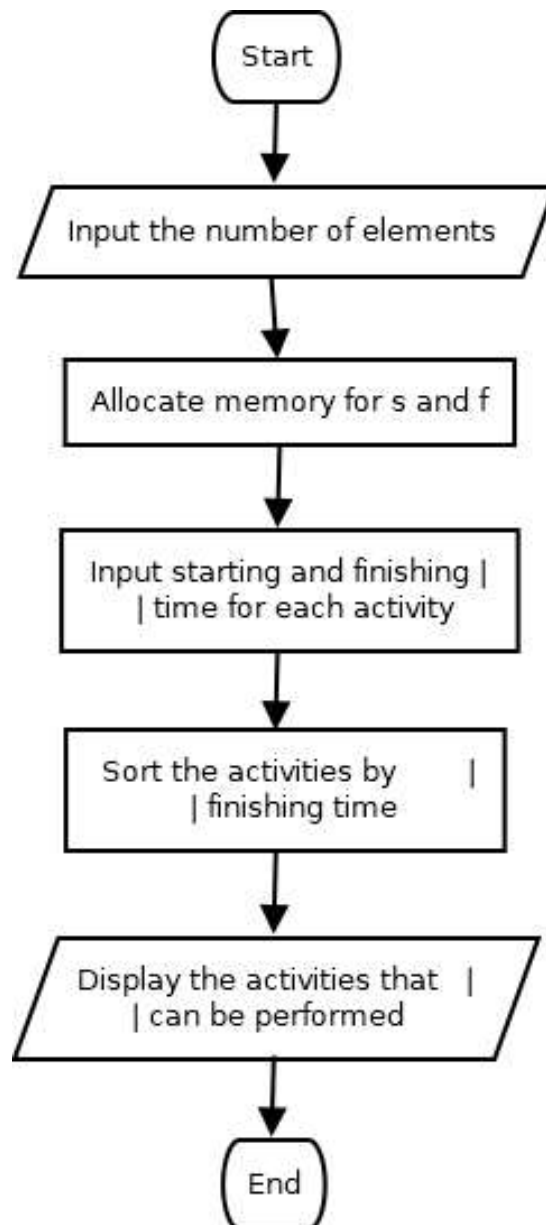 Start
Input the number of elements
Allocate memory for s and f
Input starting and finishing |
| time for each activity
Sort the activities by |
| finishing time
Display the activities that |
| can be performed
End